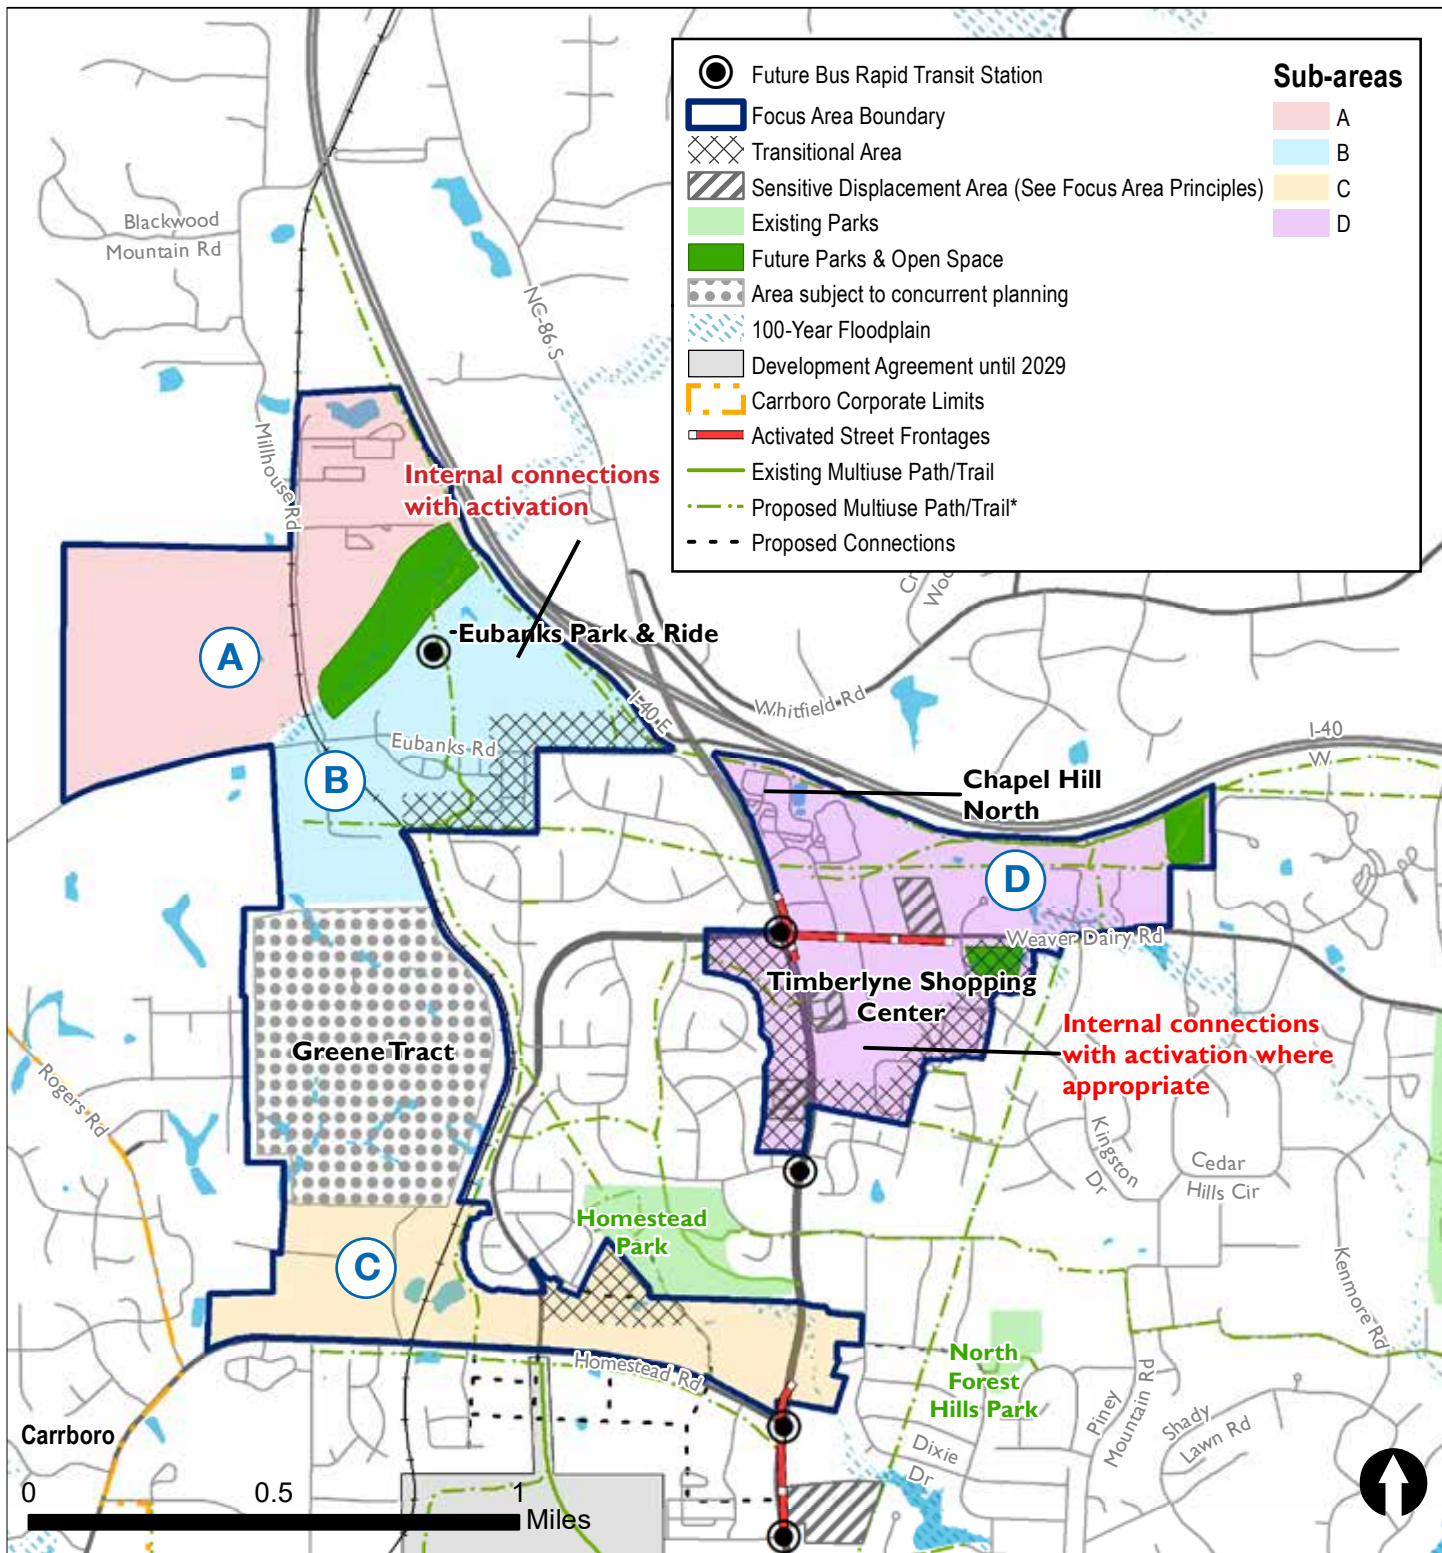 Future Bus Rapid Transit Station
Focus Area Boundary
Transitional Area
Sensitive Displacement Area (See Focus Area Principles)
Existing Parks
Future Parks & Open Space
Area subject to concurrent planning
100-Year Floodplain
Development Agreement until 2029
Carrboro Corporate Limits
Activated Street Frontages
Existing Multiuse Path/Trail
Proposed Multiuse Path/Trail*
Proposed Connections
Sub-areas
A
B
C
D
Blackwood
Mountain Rd
NC-86 S
Millhouse Rd
Internal connections
with activation
A
Eubanks Park & Ride
Whitfield Rd
I-40 E
I-40
W
Eubanks Rd
B
Chapel Hill
North
D
Weaver Dairy Rd
Timberlyne Shopping
Center
Internal connections
with activation where
appropriate
Greene Tract
Rogers Rd
Kingston
Dr
Cedar
Hills Cir
Homestead
Park
C
Kenmore Rd
Homestead Rd
North
Forest
Hills Park
Piney
Mountain Rd
Shady
Lawn Rd
Dixie
Dr
Carrboro
0
0.5
1
Miles